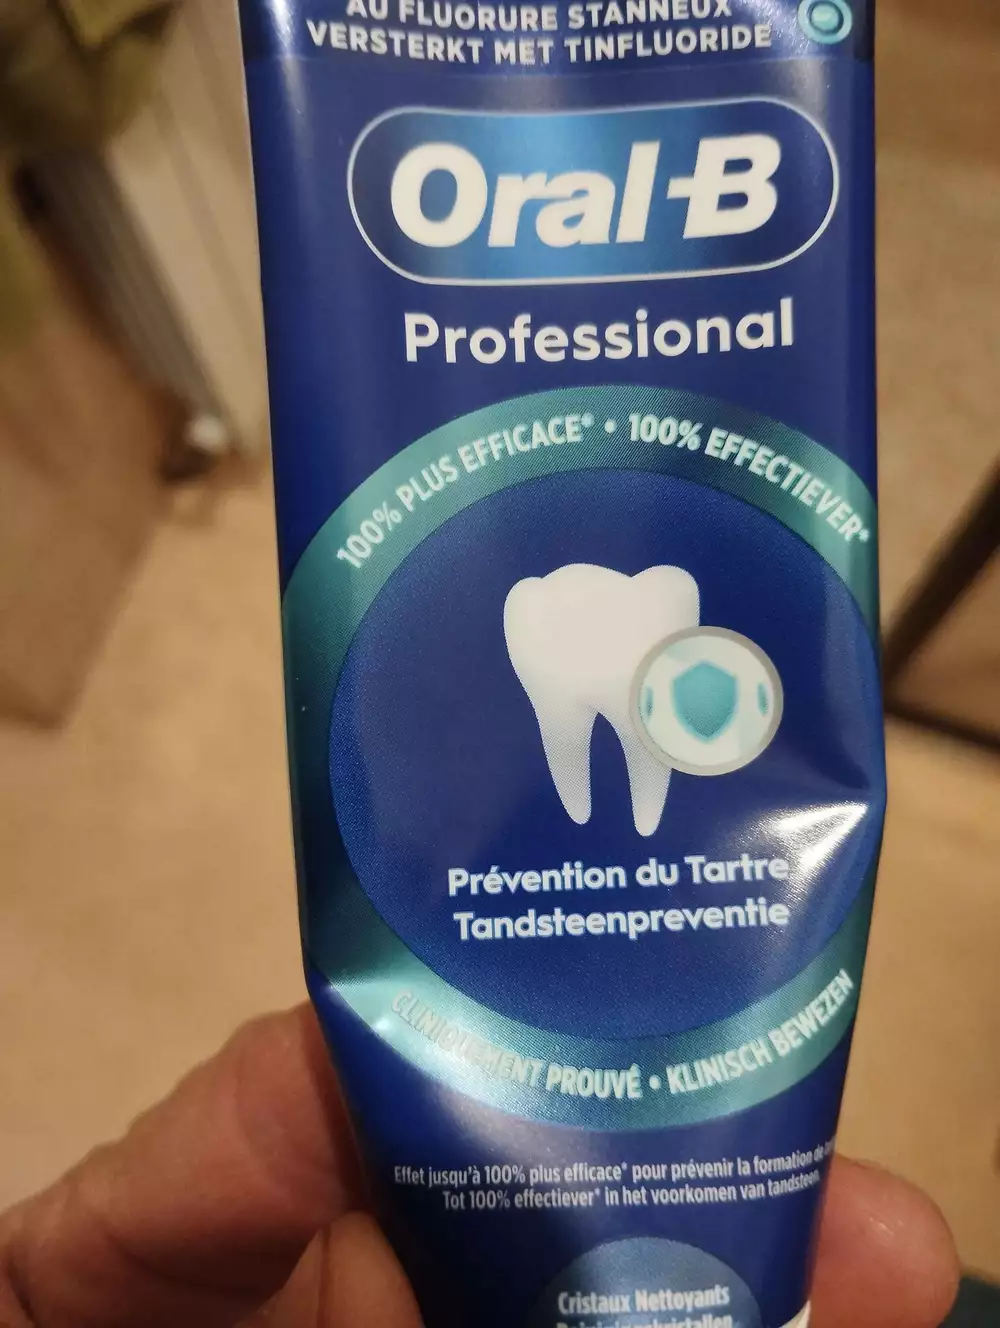 AU FLUORURE STANNEUX
VERSTERKT MET TINFLUORIDE
Oral-B
Professional
100% PLUS EFFICACE* • 100% EFFECTIEVER*
Prévention du Tartre
Tandsteenpreventie
CLINIQUEMENT PROUVÉ • KLINISCH BEWEZEN
Effet jusqu'à 100% plus efficace* pour prévenir la formation de
Tot 100% effectiever* in het voorkomen van tandsteen
Cristaux Nettoyants